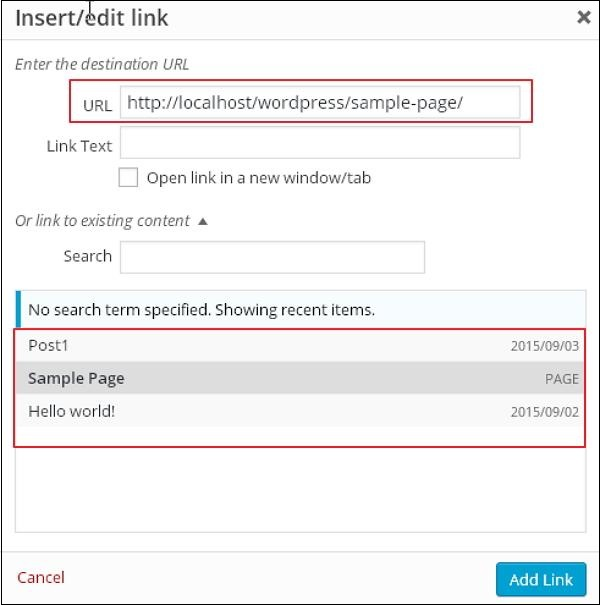 Insert/edit link
Enter the destination URL
URL http://localhost/wordpress/sample-page/
Link Text
Open link in a new window/tab
Or link to existing content
Search
No search term specified. Showing recent items.
Post1 2015/09/03
Sample Page PAGE
Hello world! 2015/09/02
Cancel Add Link